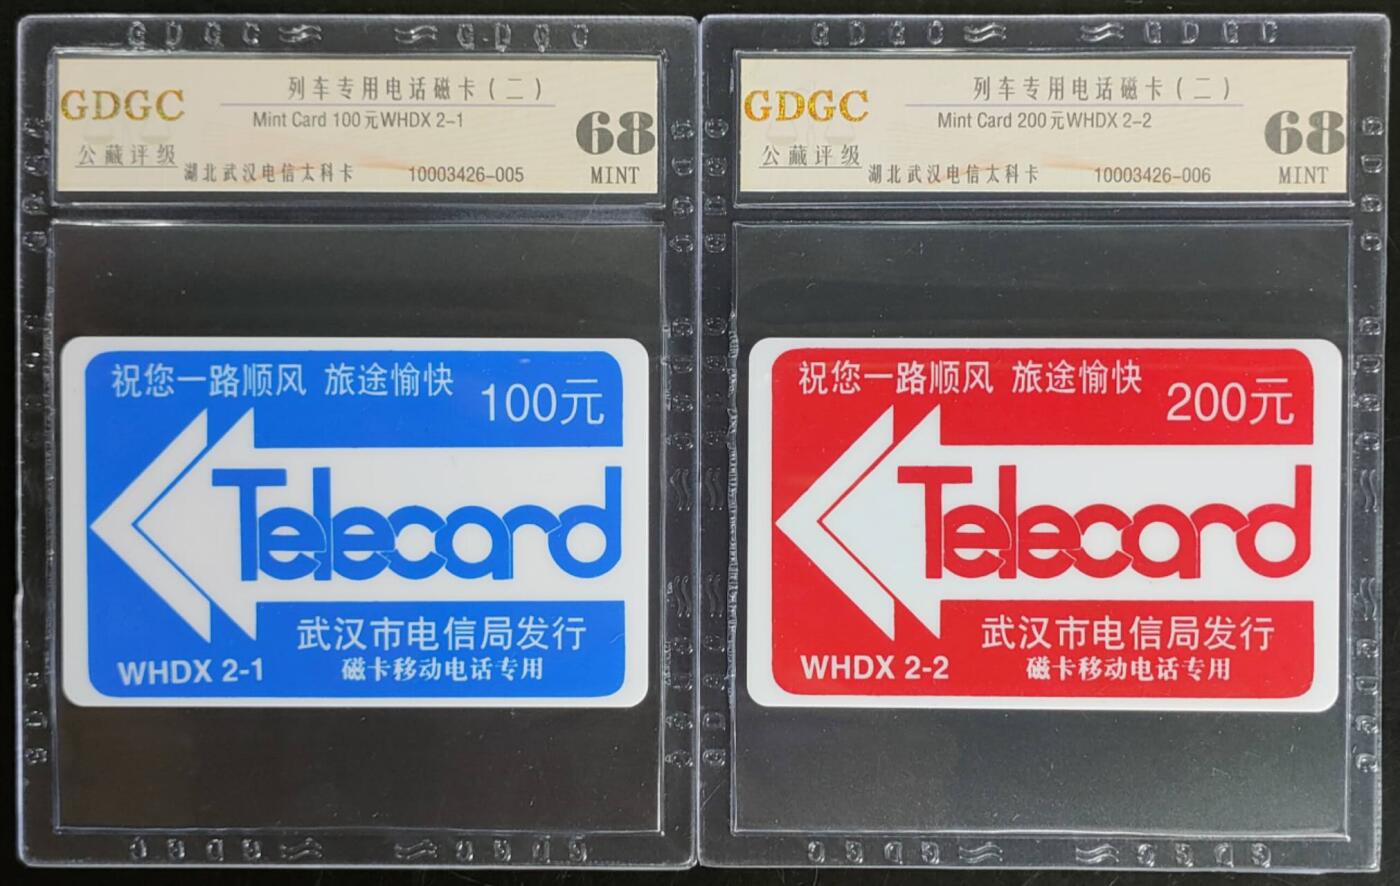 GDGC
GDGC
列车专用电话磁卡（二）
GDGC
Mint Card 100元WHDX 2-1
68
公藏评级
湖北武汉电信太科卡
10003426-005
MINT
祝您一路顺风 旅途愉快
100元
Telecard
武汉市电信局发行
WHDX 2-1
磁卡移动电话专用
GDGC
GDGC
列车专用电话磁卡（二）
GDGC
Mint Card 200元WHDX 2-2
68
公藏评级
湖北武汉电信太科卡
10003426-006
MINT
祝您一路顺风 旅途愉快
200元
Telecard
武汉市电信局发行
WHDX 2-2
磁卡移动电话专用